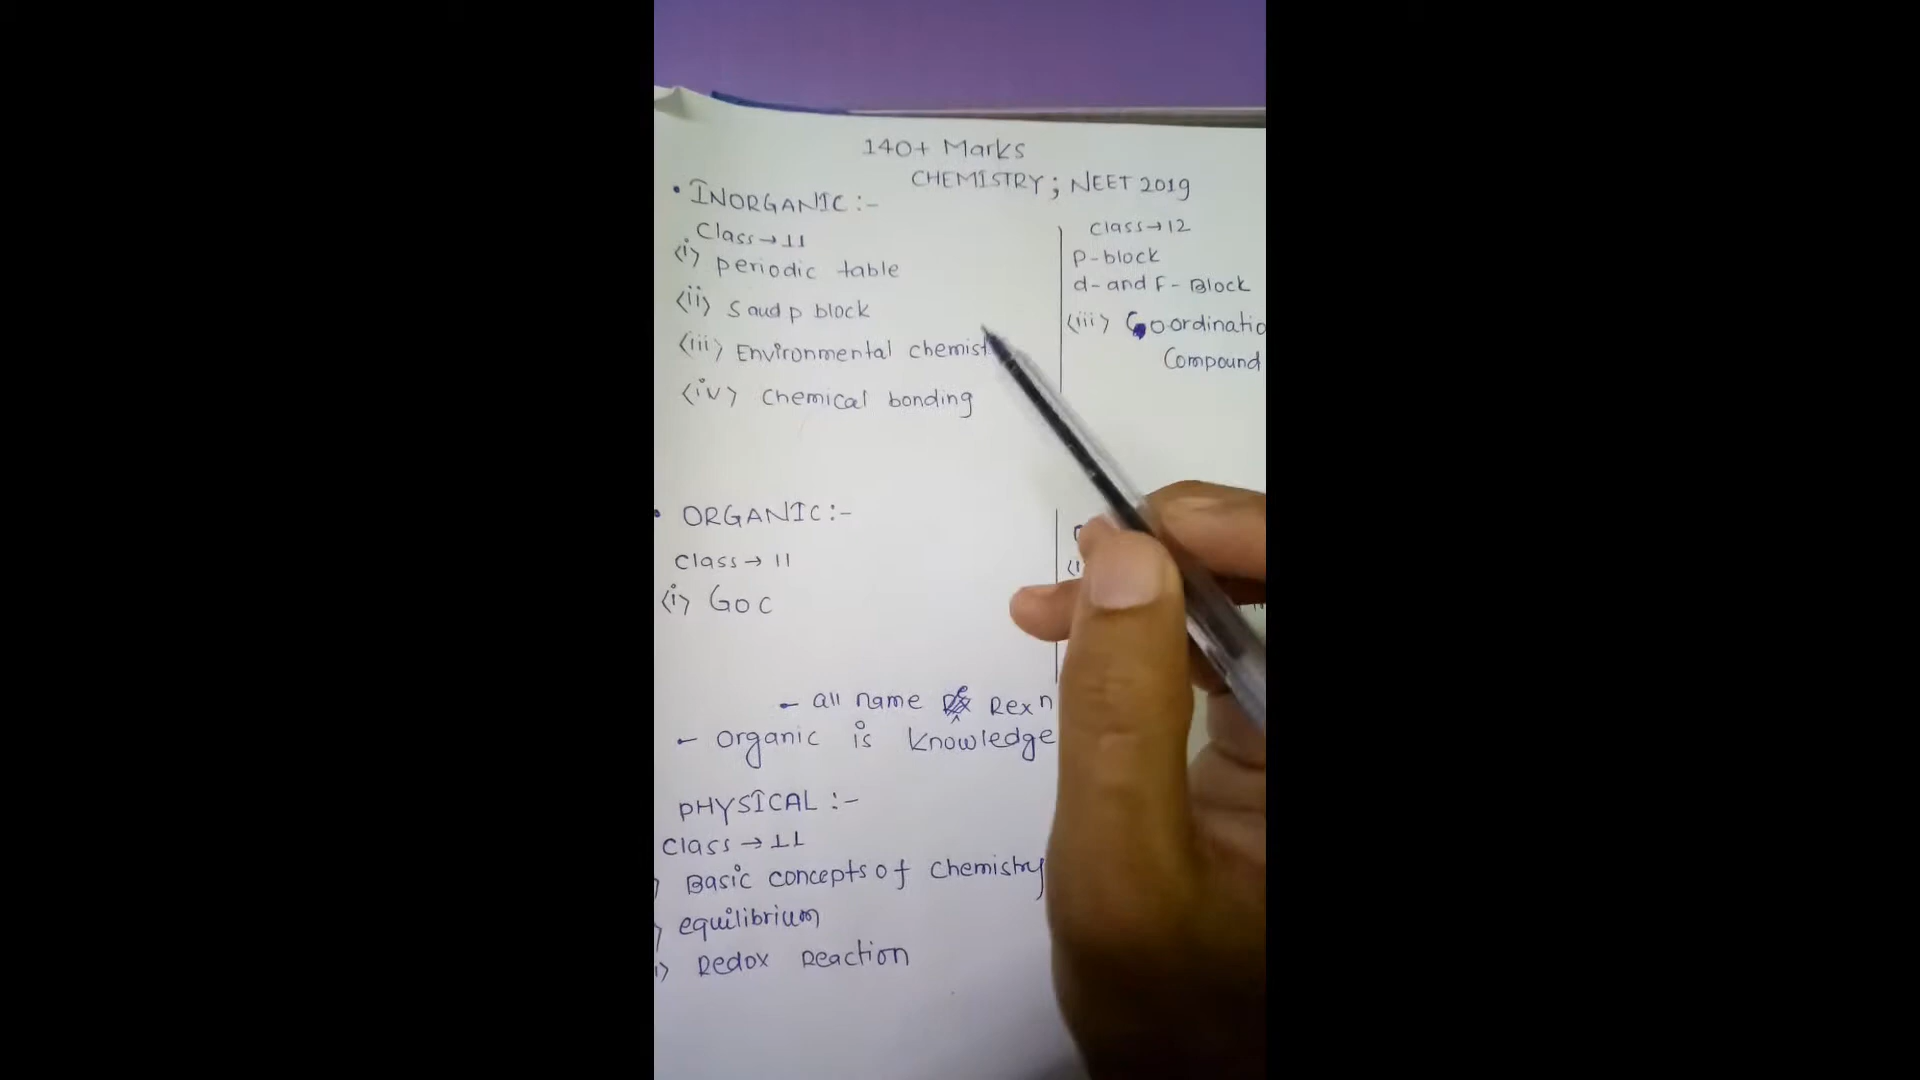 140+ Marks
CHEMISTRY; NEET 2019
• INORGANIC :-
Class → 11
(i) periodic table
(ii) S and p block
(iii) Environmental chemist
(iv) Chemical bonding
Class → 12
P-block
d- and F- Block
(iii) Coordinatio
Compound
• ORGANIC :-
Class → 11
(i) GOC
- all name Rexn
- Organic is knowledge
PHYSICAL :-
Class → 11
Basic concepts of chemistry
equilibrium
Redox Reaction